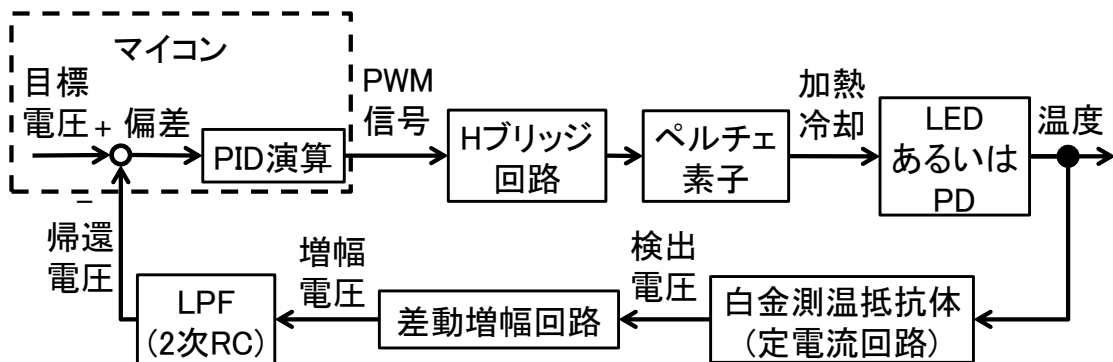 マイコン
目標
電圧
+
偏差
PID演算
−
PWM
信号
Hブリッジ
回路
ペルチェ
素子
加熱
冷却
LED
あるいは
PD
温度
帰還
電圧
LPF
(2次RC)
増幅
電圧
差動増幅回路
検出
電圧
白金測温抵抗体
(定電流回路)